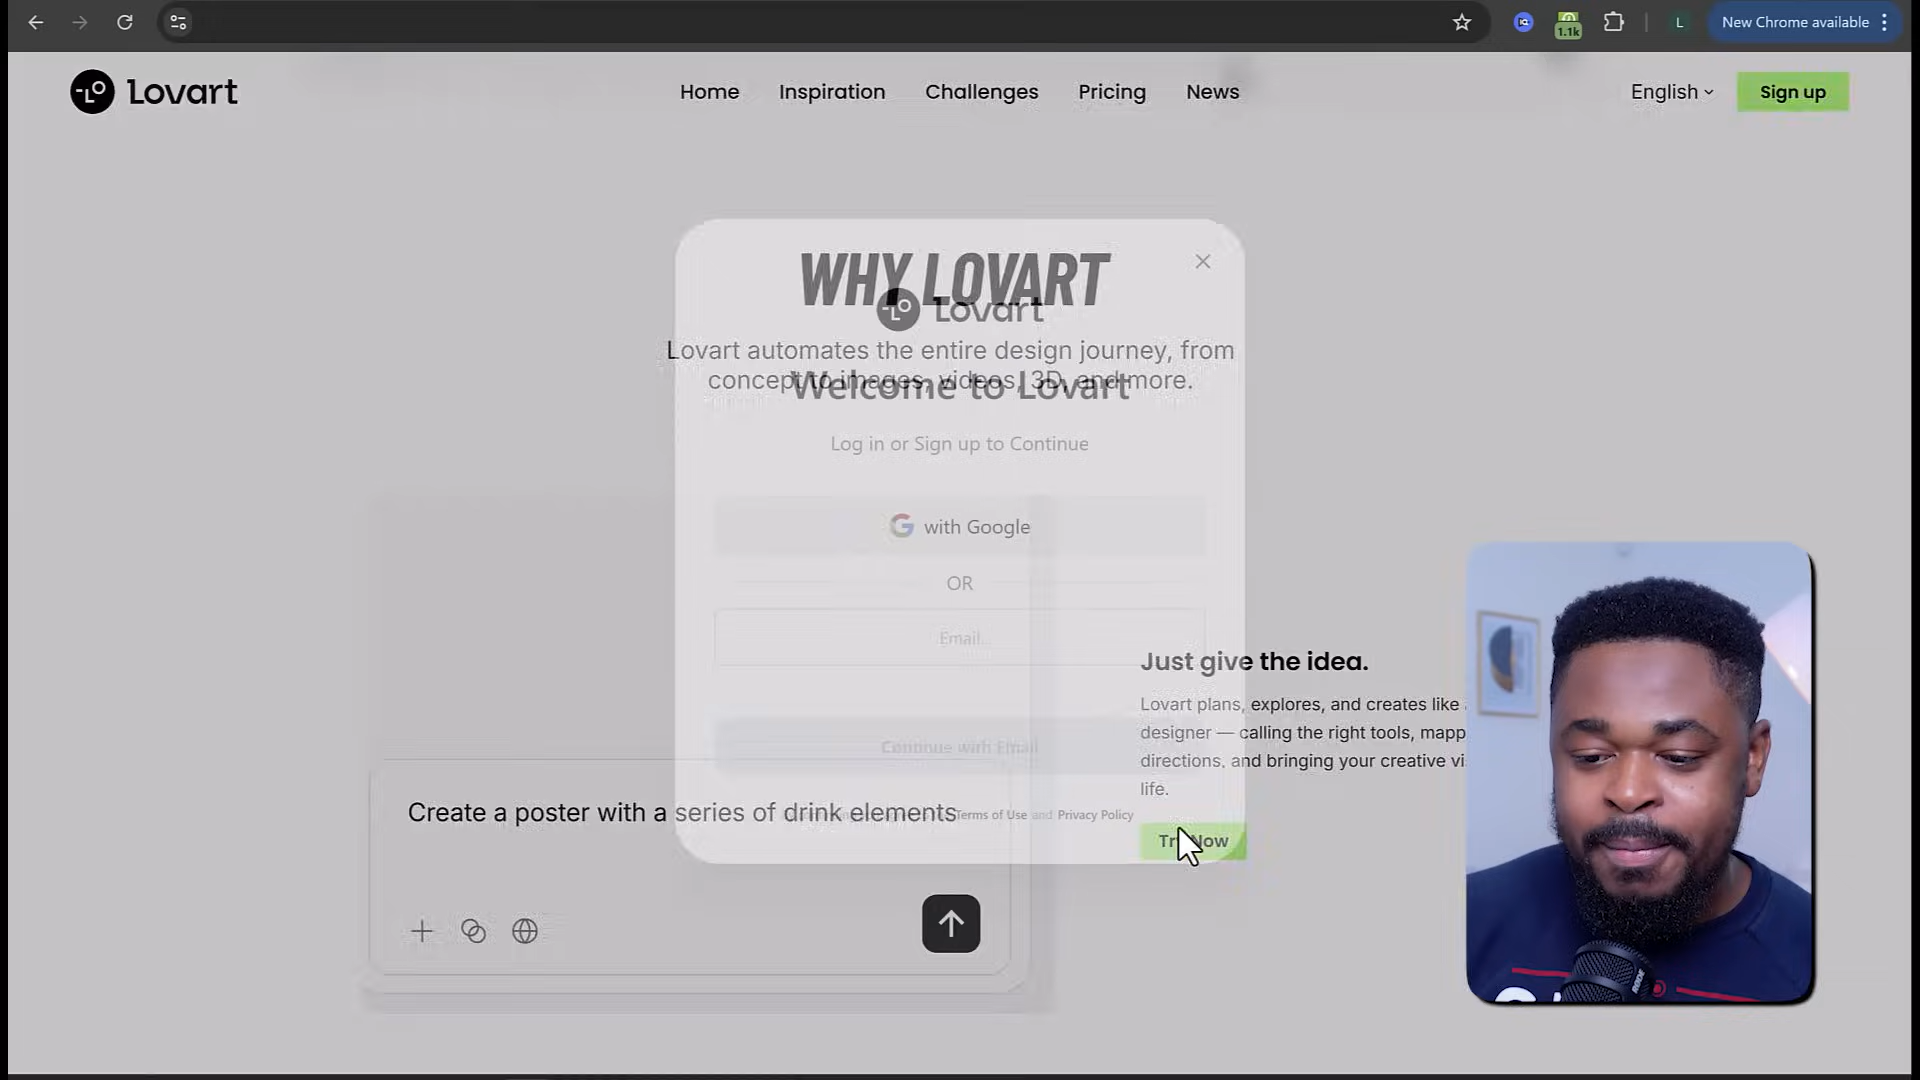 New Chrome available
1.1k
L
Lovart
Home
Inspiration
Challenges
Pricing
News
English
Sign up
WHY LOVART
Lovart
Lovart automates the entire design journey, from
concept to images, videos, 3D, and more.
Welcome to Lovart
Log in or Sign up to Continue
with Google
OR
Email...
Continue with Email
Terms of Use and Privacy Policy
Just give the idea.
Lovart plans, explores, and creates like
designer — calling the right tools,
directions, and bringing your creative
life.
Try Now
Create a poster with a series of drink elements